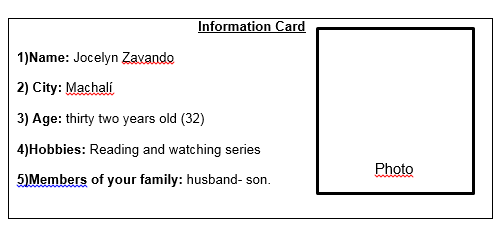 Information Card
1)Name: Jocelyn Zavando
2) City: Machalí
3) Age: thirty two years old (32)
4)Hobbies: Reading and watching series
5)Members of your family: husband- son.
Photo